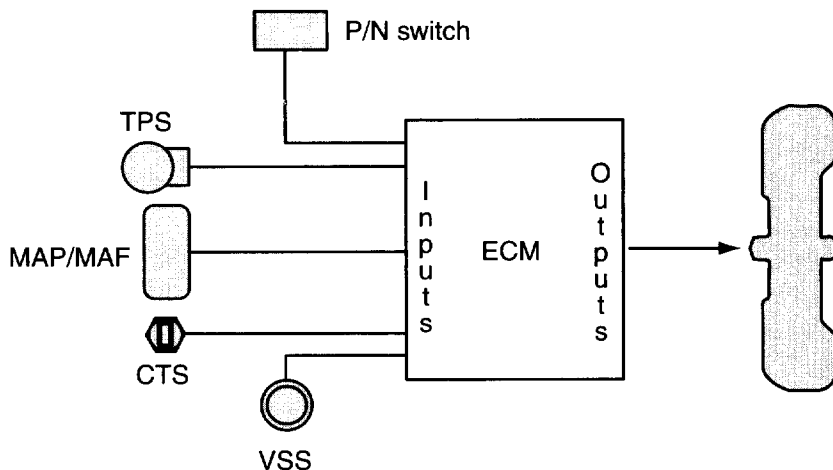 P/N switch
TPS
MAP/MAF
CTS
VSS
Inputs
ECM
Outputs